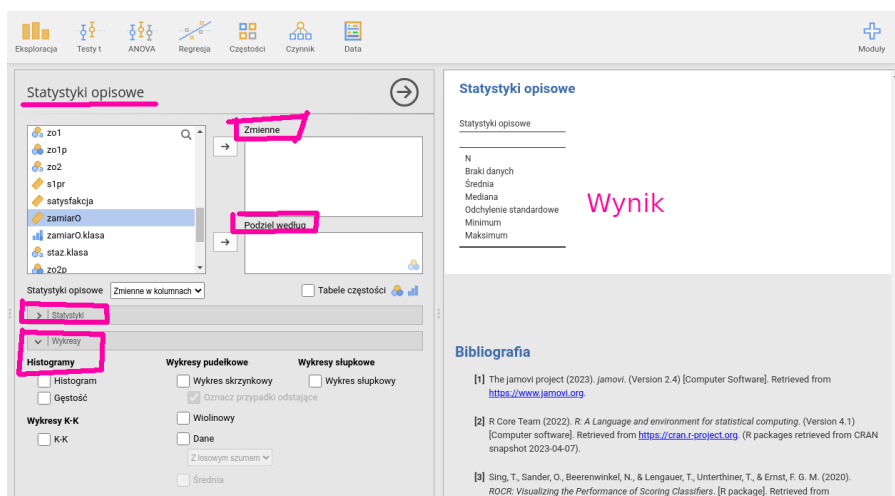 Eksploracja
Testy t
ANOVA
Regresja
Częstości
Czynnik
Data
Moduły
Statystyki opisowe
zo1
zo1p
zo2
s1pr
satysfakcja
zamiarO
zamiarO.klasa
staz.klasa
zo2p
Zmienne
Podziel według
Statystyki opisowe
Zmienne w kolumnach
Tabele częstości
Statystyki
Wykresy
Histogramy
Histogram
Gęstość
Wykresy K-K
K-K
Wykresy pudełkowe
Wykres skrzynkowy
Oznacz przypadki odstające
Wiolinowy
Dane
Z losowym szumem
Średnia
Wykresy słupkowe
Wykres słupkowy
Statystyki opisowe
Statystyki opisowe
N
Braki danych
Średnia
Mediana
Odchylenie standardowe
Minimum
Maksimum
Wynik
Bibliografia
[1] The jamovi project (2023). jamovi. (Version 2.4) [Computer Software]. Retrieved from
https://www.jamovi.org.
[2] R Core Team (2022). R: A Language and environment for statistical computing. (Version 4.1)
[Computer software]. Retrieved from https://cran.r-project.org. (R packages retrieved from CRAN
snapshot 2023-04-07).
[3] Sing, T., Sander, O., Beerenwinkel, N., & Lengauer, T., Unterthiner, T., & Ernst, F. G. M. (2020).
ROCR: Visualizing the Performance of Scoring Classifiers. [R package]. Retrieved from